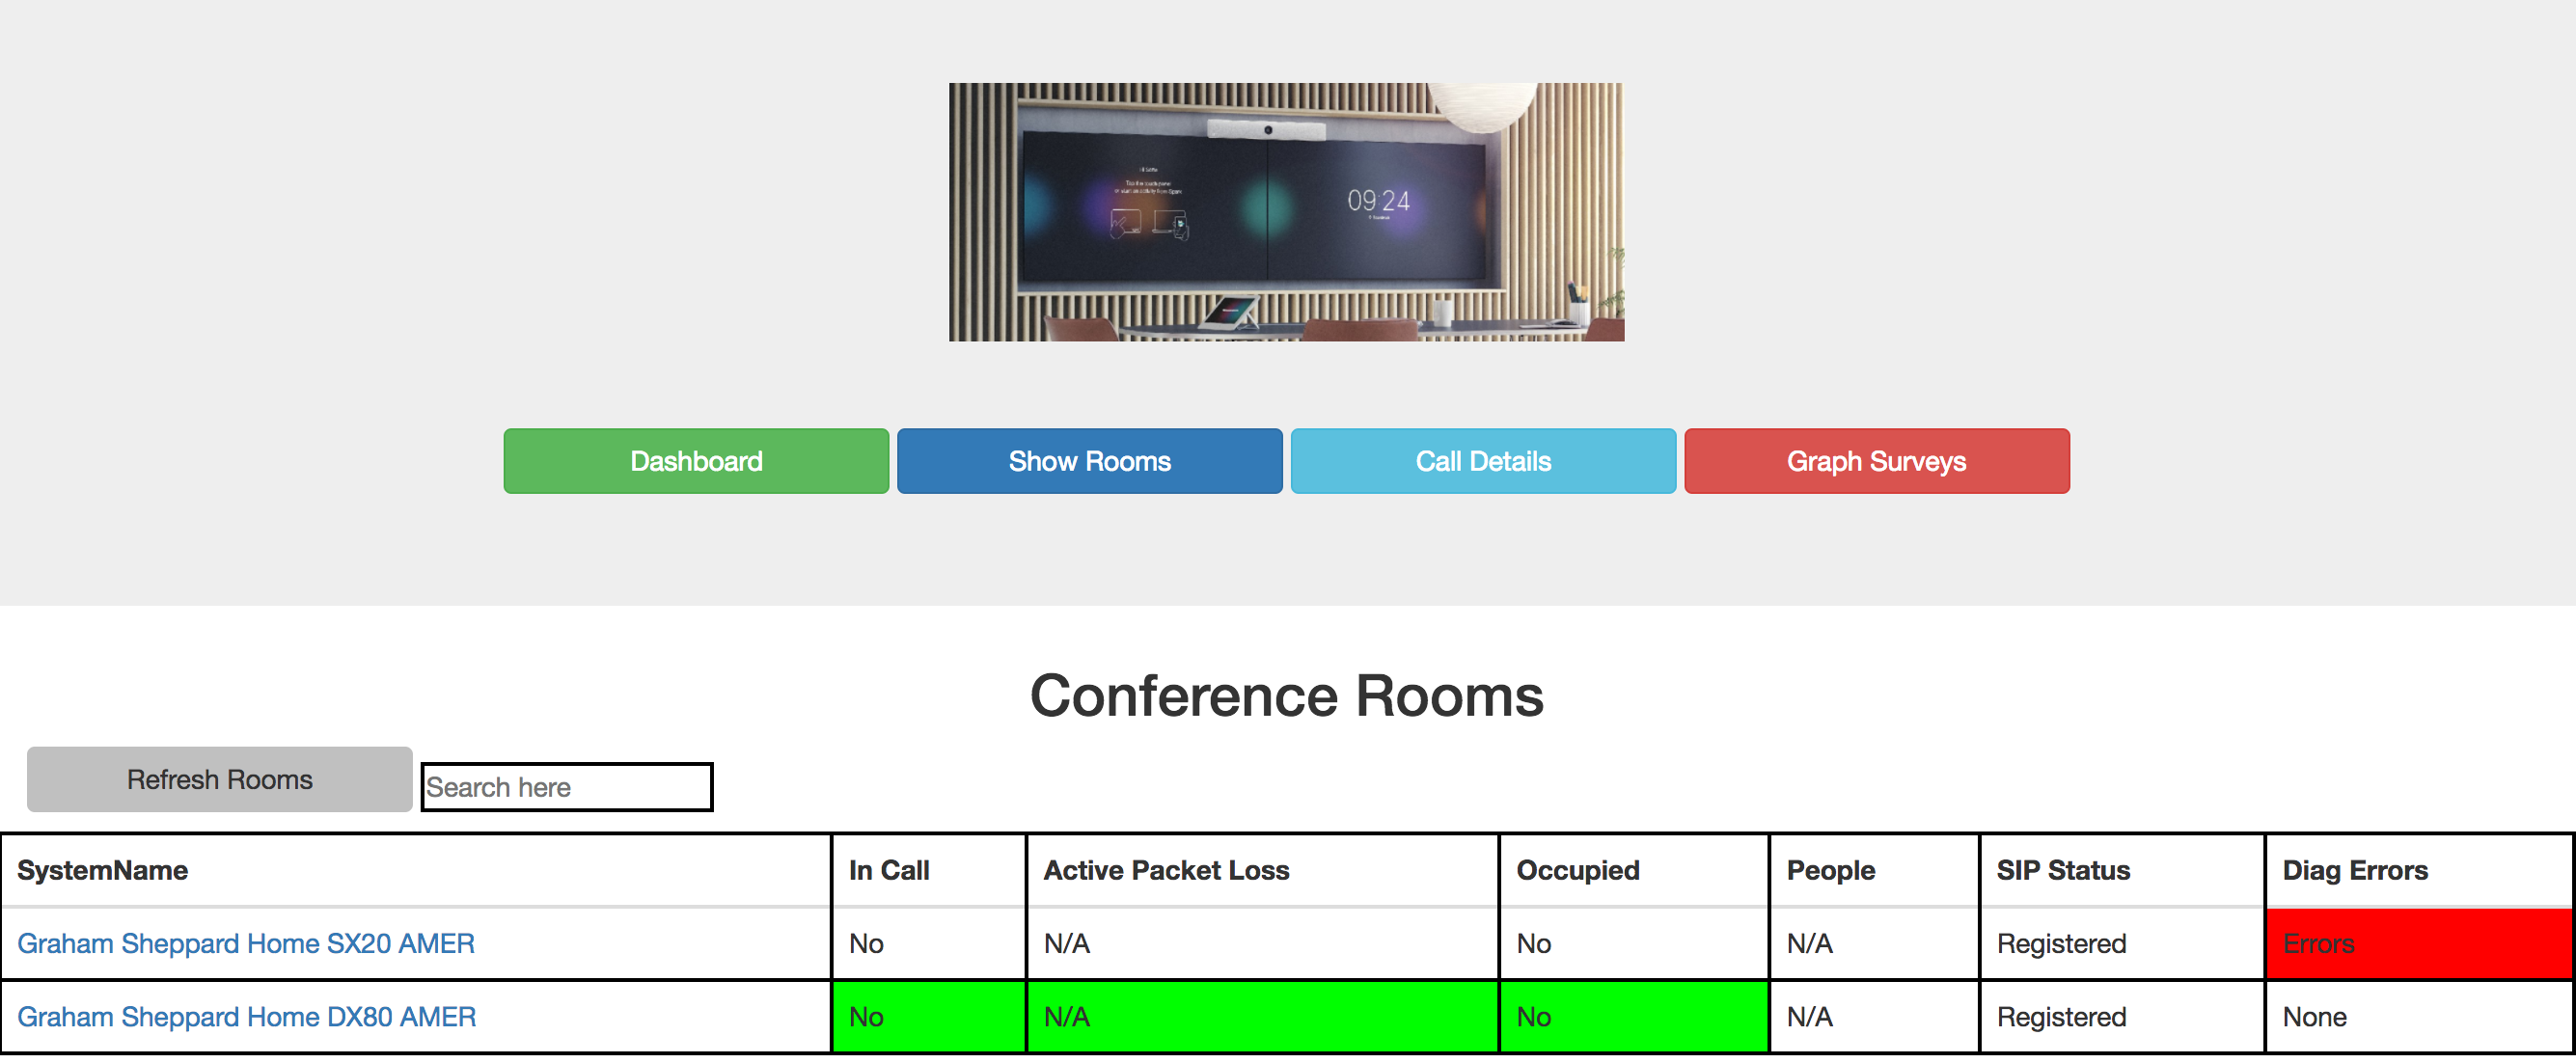 09:24
Dashboard
Show Rooms
Call Details
Graph Surveys
Conference Rooms
Refresh Rooms
Search here
SystemName In Call Active Packet Loss Occupied People SIP Status Diag Errors
Graham Sheppard Home SX20 AMER No N/A No N/A Registered Errors
Graham Sheppard Home DX80 AMER No N/A No N/A Registered None